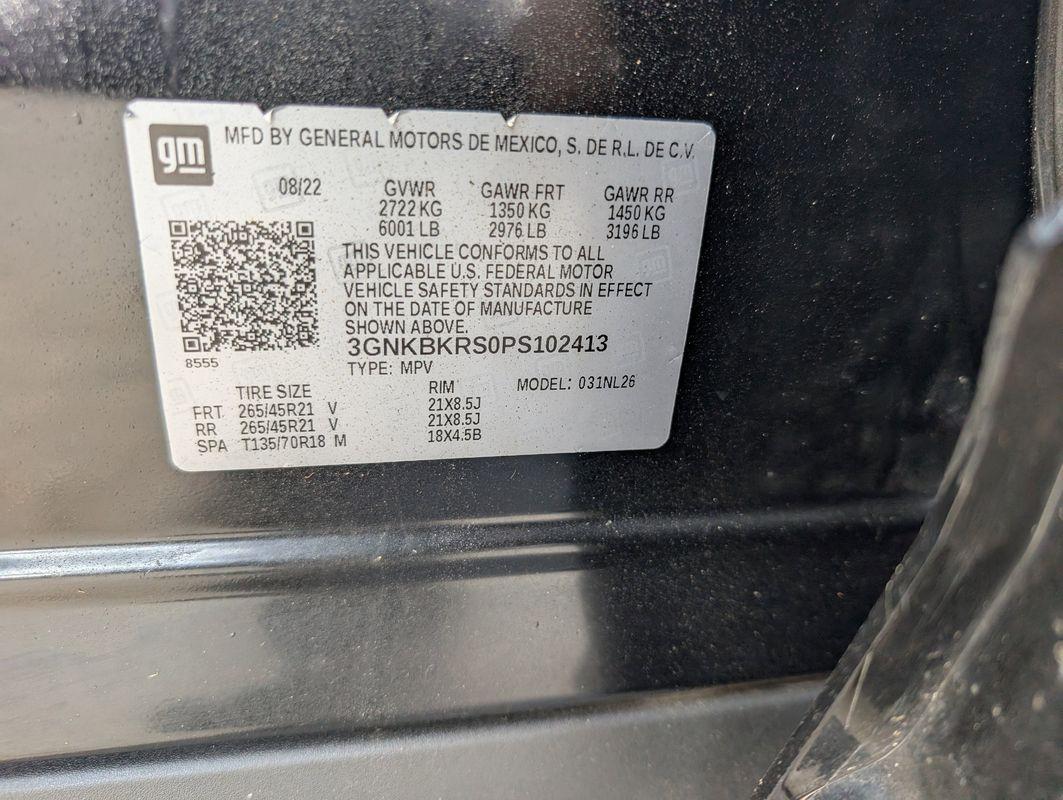 gm MFD BY GENERAL MOTORS DE MEXICO, S. DE R.L. DE C.V.
08/22 GVWR GAWR FRT GAWR RR
2722 KG 1350 KG 1450 KG
6001 LB 2976 LB 3196 LB
THIS VEHICLE CONFORMS TO ALL
APPLICABLE U.S. FEDERAL MOTOR
VEHICLE SAFETY STANDARDS IN EFFECT
ON THE DATE OF MANUFACTURE
SHOWN ABOVE.
3GNKBKRS0PS102413
8555
TYPE: MPV
TIRE SIZE RIM MODEL: 031NL26
FRT 265/45R21 V 21X8.5J
RR 265/45R21 V 21X8.5J
SPA T135/70R18 M 18X4.5B